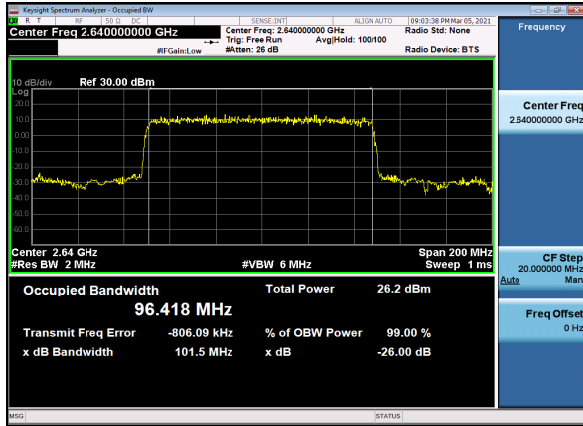 Keysight Spectrum Analyzer - Occupied BW
R T RF 50 Ω DC SENSE:INT ALIGN AUTO 09:03:38 PM Mar 05, 2021
Center Freq 2.640000000 GHz Center Freq: 2.640000000 GHz Radio Std: None Frequency
Trig: Free Run Avg|Hold: 100/100
#IFGain:Low #Atten: 26 dB Radio Device: BTS
10 dB/div Ref 30.00 dBm
Log
20.0
Center Freq
10.0
2.640000000 GHz
0.00
-10.0
-20.0
-30.0
-40.0
-50.0
-60.0
Center 2.64 GHz Span 200 MHz
#Res BW 2 MHz #VBW 6 MHz Sweep 1 ms
CF Step
20.000000 MHz
Auto Man
Occupied Bandwidth Total Power 26.2 dBm
96.418 MHz
Freq Offset
0 Hz
Transmit Freq Error -806.09 kHz % of OBW Power 99.00 %
x dB Bandwidth 101.5 MHz x dB -26.00 dB
MSG STATUS